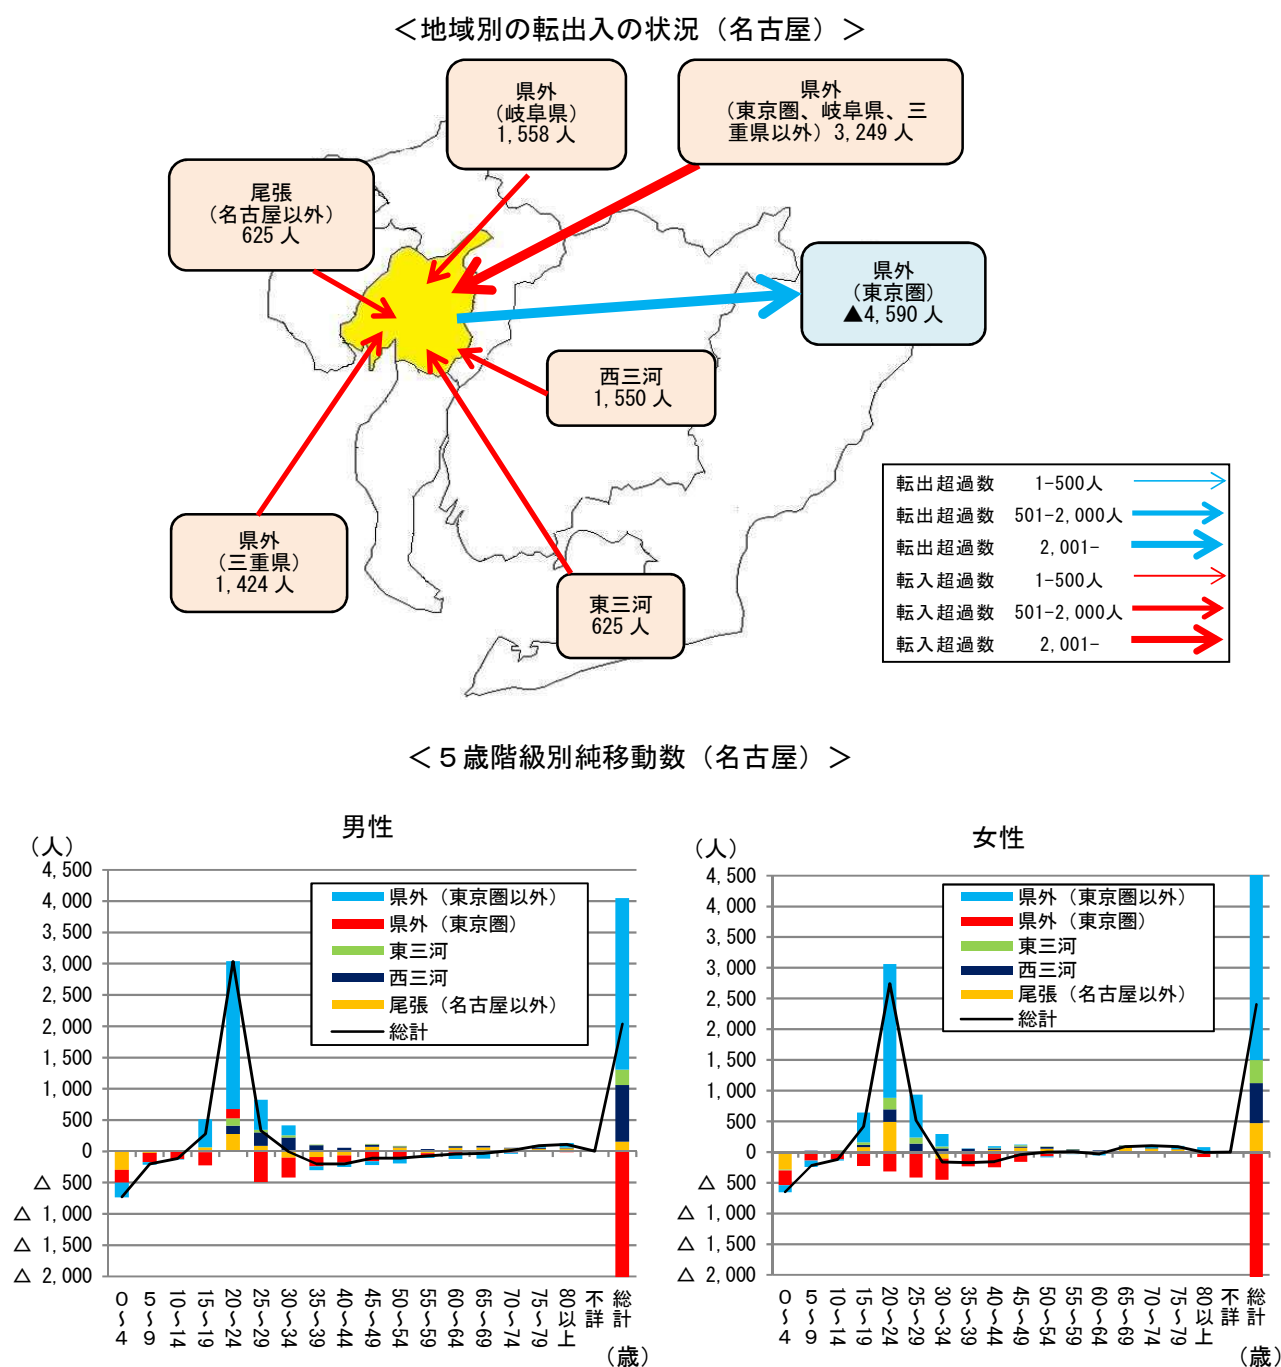 ＜地域別の転出入の状況（名古屋）＞
県外
（岐阜県）
1,558 人
県外
（東京圏、岐阜県、三
重県以外）3,249 人
尾張
（名古屋以外）
625 人
県外
（東京圏）
▲4,590 人
西三河
1,550 人
県外
（三重県）
1,424 人
東三河
625 人
転出超過数 1-500人
転出超過数 501-2,000人
転出超過数 2,001-
転入超過数 1-500人
転入超過数 501-2,000人
転入超過数 2,001-
＜５歳階級別純移動数（名古屋）＞
男性
（人）
4,500
4,000
3,500
3,000
2,500
2,000
1,500
1,000
500
0
△ 500
△ 1,000
△ 1,500
△ 2,000
県外（東京圏以外）
県外（東京圏）
東三河
西三河
尾張（名古屋以外）
総計
0～4
5～9
10～14
15～19
20～24
25～29
30～34
35～39
40～44
45～49
50～54
55～59
60～64
65～69
70～74
75～79
80以上
不詳
総計
（歳）
女性
（人）
4,500
4,000
3,500
3,000
2,500
2,000
1,500
1,000
500
0
△ 500
△ 1,000
△ 1,500
△ 2,000
県外（東京圏以外）
県外（東京圏）
東三河
西三河
尾張（名古屋以外）
総計
0～4
5～9
10～14
15～19
20～24
25～29
30～34
35～39
40～44
45～49
50～54
55～59
60～64
65～69
70～74
75～79
80以上
不詳
総計
（歳）